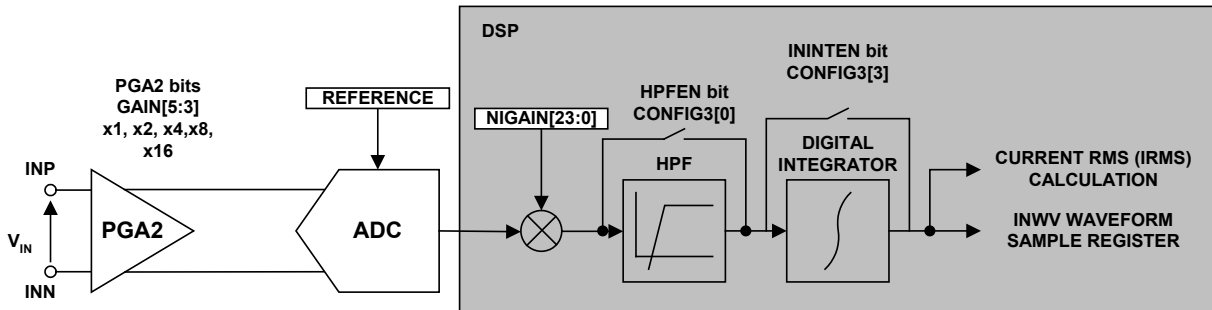 DSP
PGA2 bits
GAIN[5:3]
x1, x2, x4,x8,
x16
REFERENCE
NIGAIN[23:0]
HPFEN bit
CONFIG3[0]
ININTEN bit
CONFIG3[3]
INP
PGA2
VIN
INN
ADC
HPF
DIGITAL
INTEGRATOR
CURRENT RMS (IRMS)
CALCULATION
INWV WAVEFORM
SAMPLE REGISTER